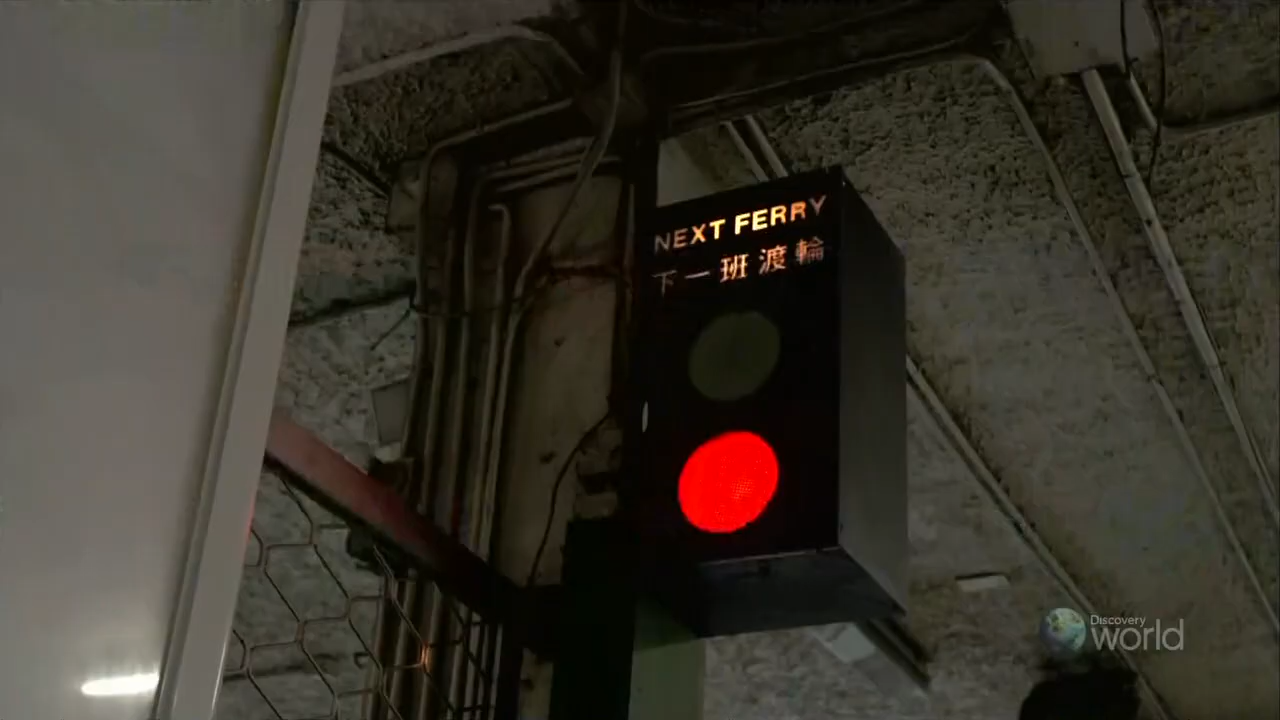 NEXT FERRY
下一班渡輪
Discovery
world